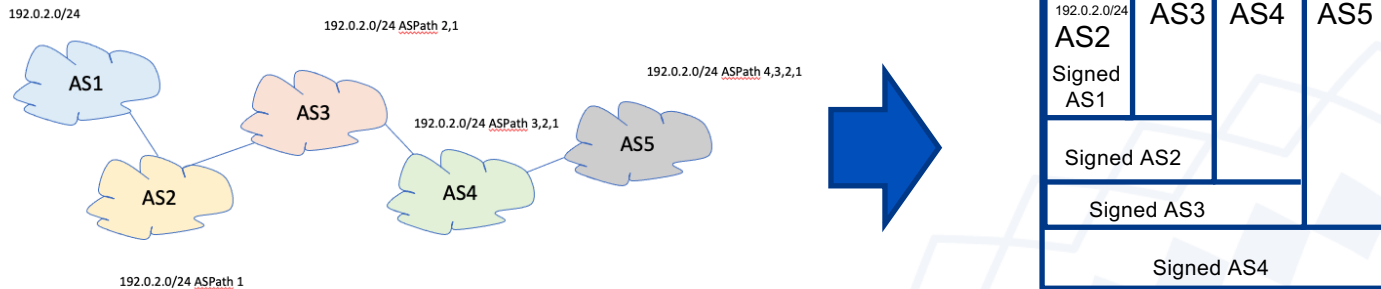 192.0.2.0/24
192.0.2.0/24 ASPath 2,1
AS1
AS3
192.0.2.0/24 ASPath 4,3,2,1
192.0.2.0/24 ASPath 3,2,1
AS5
AS2
AS4
192.0.2.0/24 ASPath 1
192.0.2.0/24
AS2
Signed
AS1
AS3
AS4
AS5
Signed AS2
Signed AS3
Signed AS4